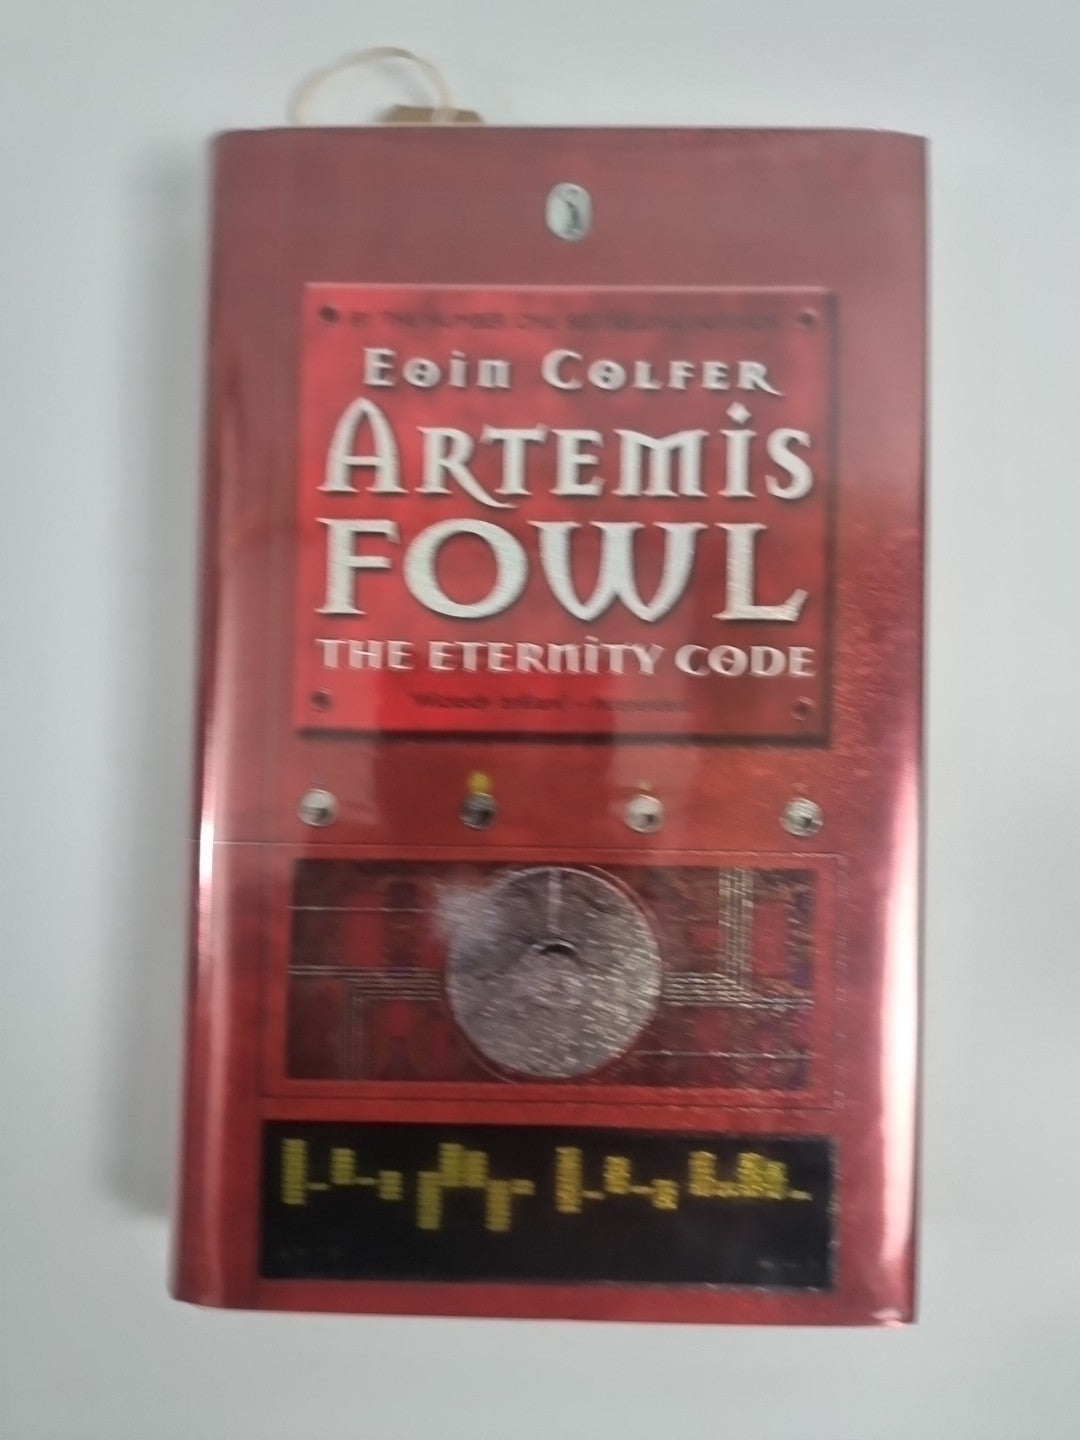 Eoin Colfer
ARTEMIS
FOWL
THE ETERNITY CODE